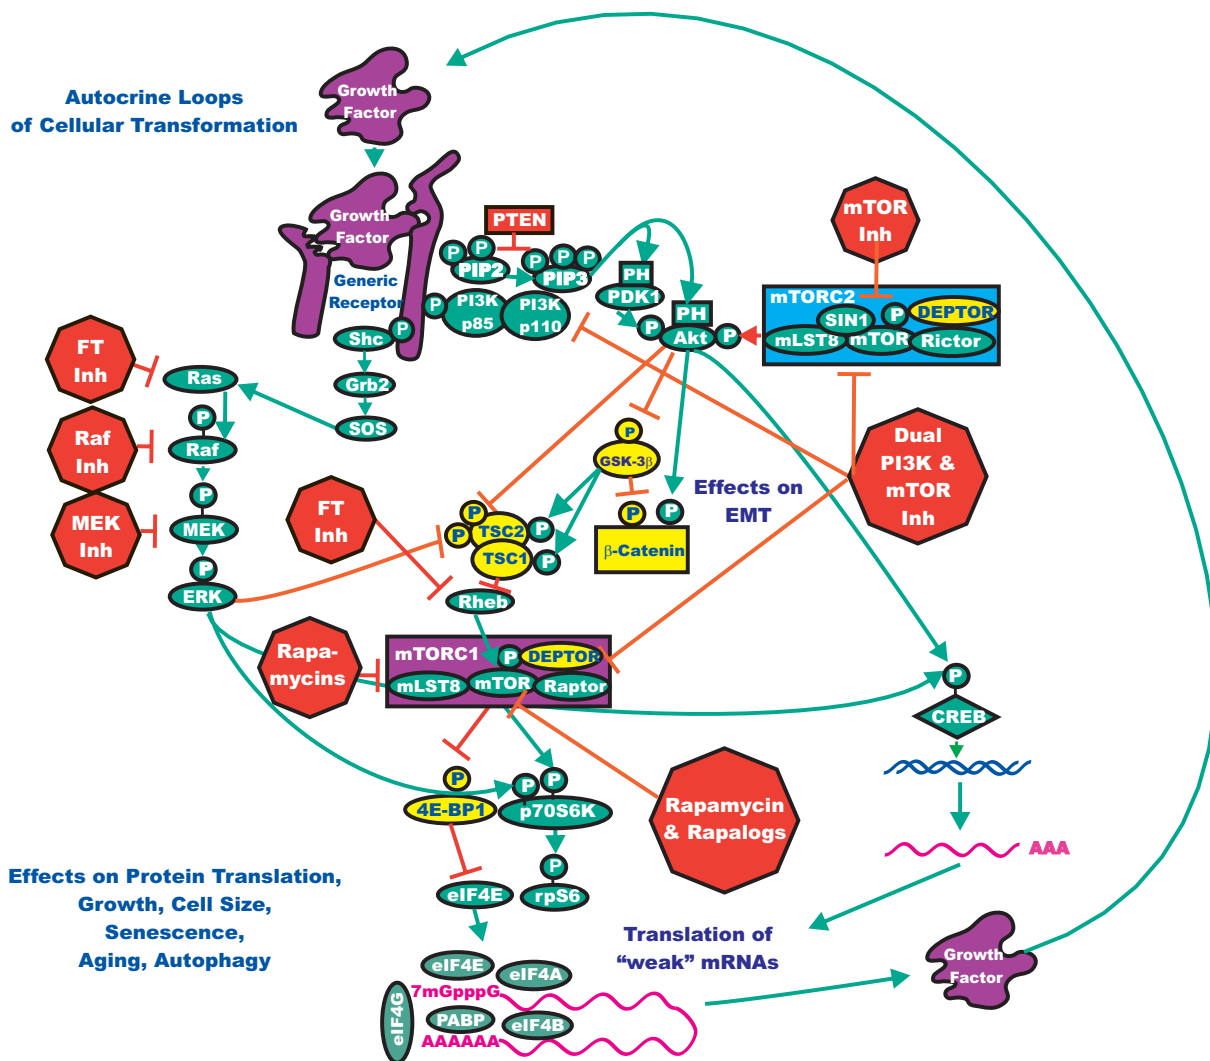 Growth
Factor
Autocrine Loops
of Cellular Transformation
Growth
Factor
Generic
Receptor
PTEN
P
P
PIP2
P
P
P
PIP3
P
PI3K
p85
PI3K
p110
PH
PDK1
PH
P
Akt
P
mTOR
Inh
mTORC2
SIN1
P
DEPTOR
mLST8
mTOR
Rictor
Shc
P
Grb2
SOS
FT
Inh
Ras
P
Raf
Inh
Raf
P
MEK
Inh
MEK
P
ERK
FT
Inh
P
GSK-3β
Effects on
EMT
P
P
β-Catenin
Dual
PI3K &
mTOR
Inh
P
P
TSC2
P
TSC1
P
Rheb
Rapa-
mycins
mTORC1
P
DEPTOR
mLST8
mTOR
Raptor
P
CREB
P
4E-BP1
P
P
p70S6K
Rapamycin
& Rapalogs
AAA
P
rpS6
eIF4E
Effects on Protein Translation,
Growth, Cell Size,
Senescence,
Aging, Autophagy
Translation of
“weak” mRNAs
Growth
Factor
eIF4E
eIF4A
7mGpppG
eIF4G
PABP
eIF4B
AAAAAA